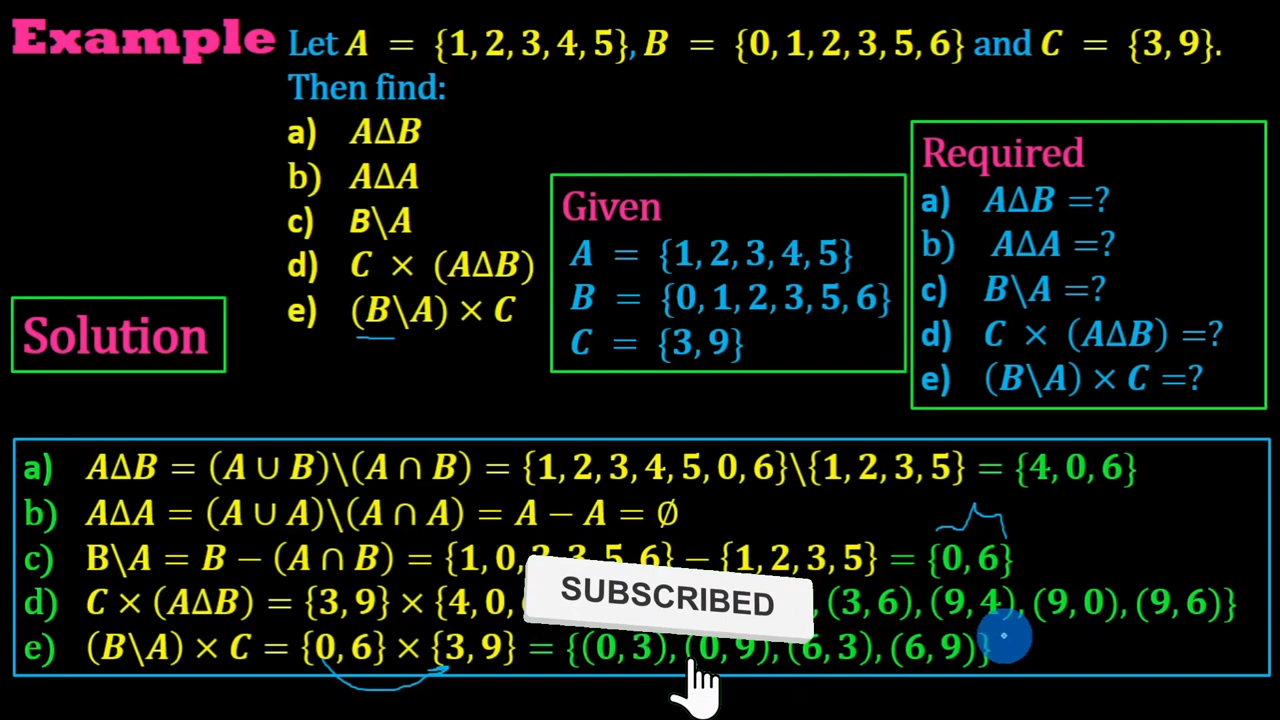 Example Let A = {1, 2, 3, 4, 5}, B = {0, 1, 2, 3, 5, 6} and C = {3, 9}.
Then find:
a) AΔB
b) AΔA
c) B\A
d) C × (AΔB)
e) (B\A) × C
Given
A = {1, 2, 3, 4, 5}
B = {0, 1, 2, 3, 5, 6}
C = {3, 9}
Required
a) AΔB =?
b) AΔA =?
c) B\A =?
d) C × (AΔB) =?
e) (B\A) × C =?
Solution
a) AΔB = (A ∪ B)\(A ∩ B) = {1, 2, 3, 4, 5, 0, 6}\{1, 2, 3, 5} = {4, 0, 6}
b) AΔA = (A ∪ A)\(A ∩ A) = A − A = ∅
c) B\A = B − (A ∩ B) = {1, 0, 2, 3, 5, 6} − {1, 2, 3, 5} = {0, 6}
d) C × (AΔB) = {3, 9} × {4, 0, , (3, 6), (9, 4), (9, 0), (9, 6)}
e) (B\A) × C = {0, 6} × {3, 9} = {(0, 3), (0, 9), (6, 3), (6, 9)}
SUBSCRIBED